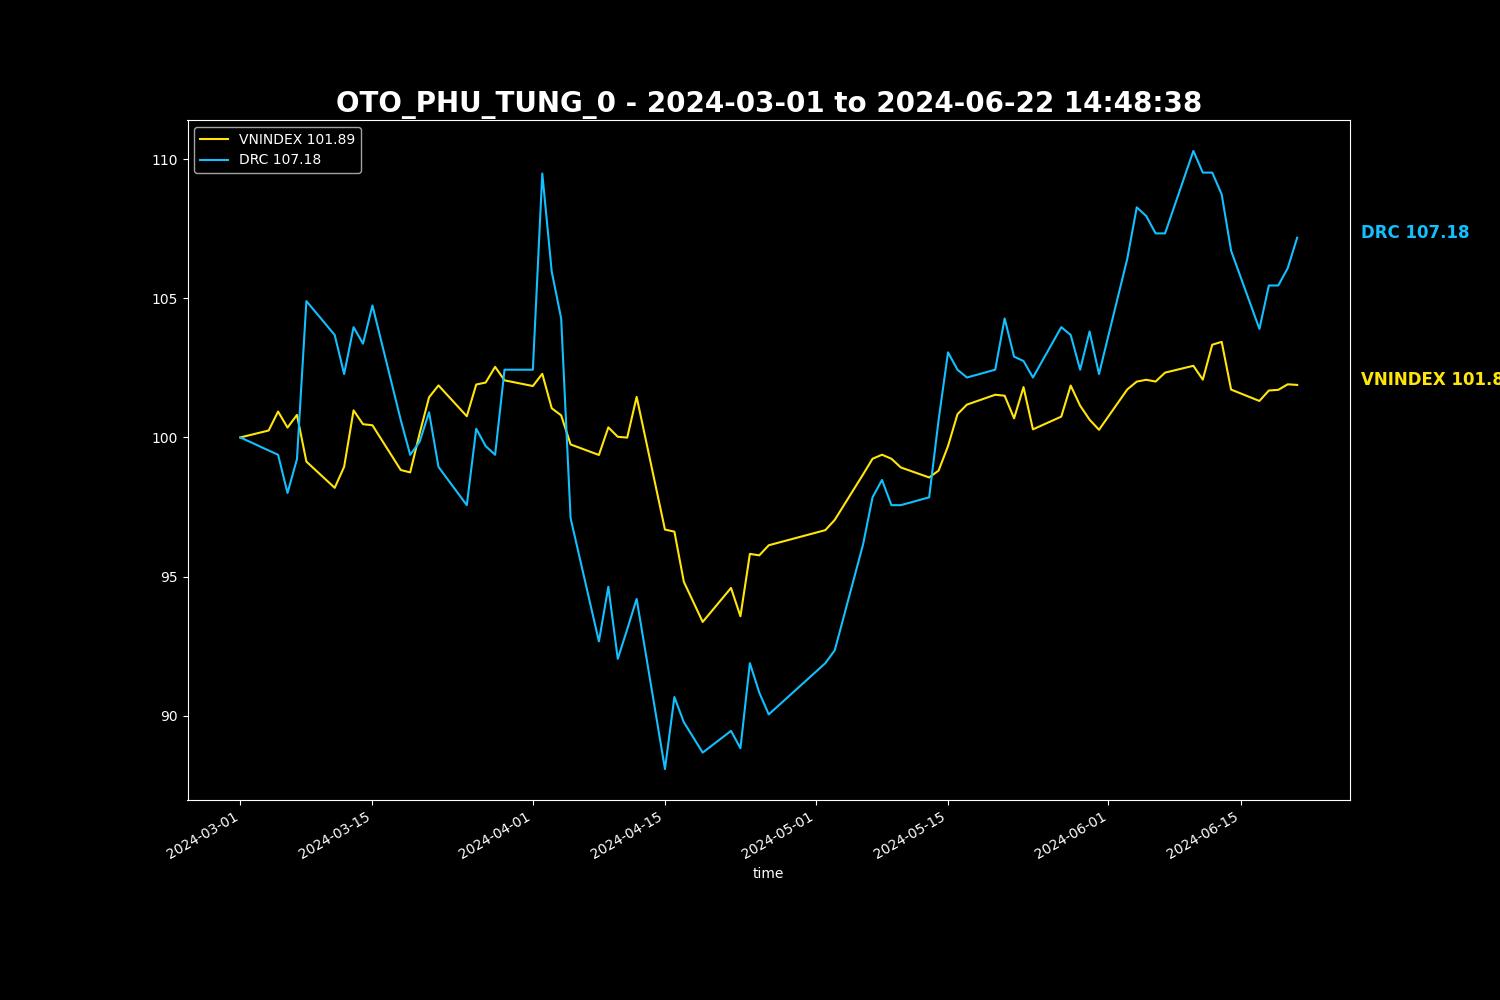 OTO_PHU_TUNG_0 - 2024-03-01 to 2024-06-22 14:48:38
VNINDEX 101.89
DRC 107.18
110
105
100
95
90
DRC 107.18
VNINDEX 101.8
2024-03-01
2024-03-15
2024-04-01
2024-04-15
2024-05-01
2024-05-15
2024-06-01
2024-06-15
time